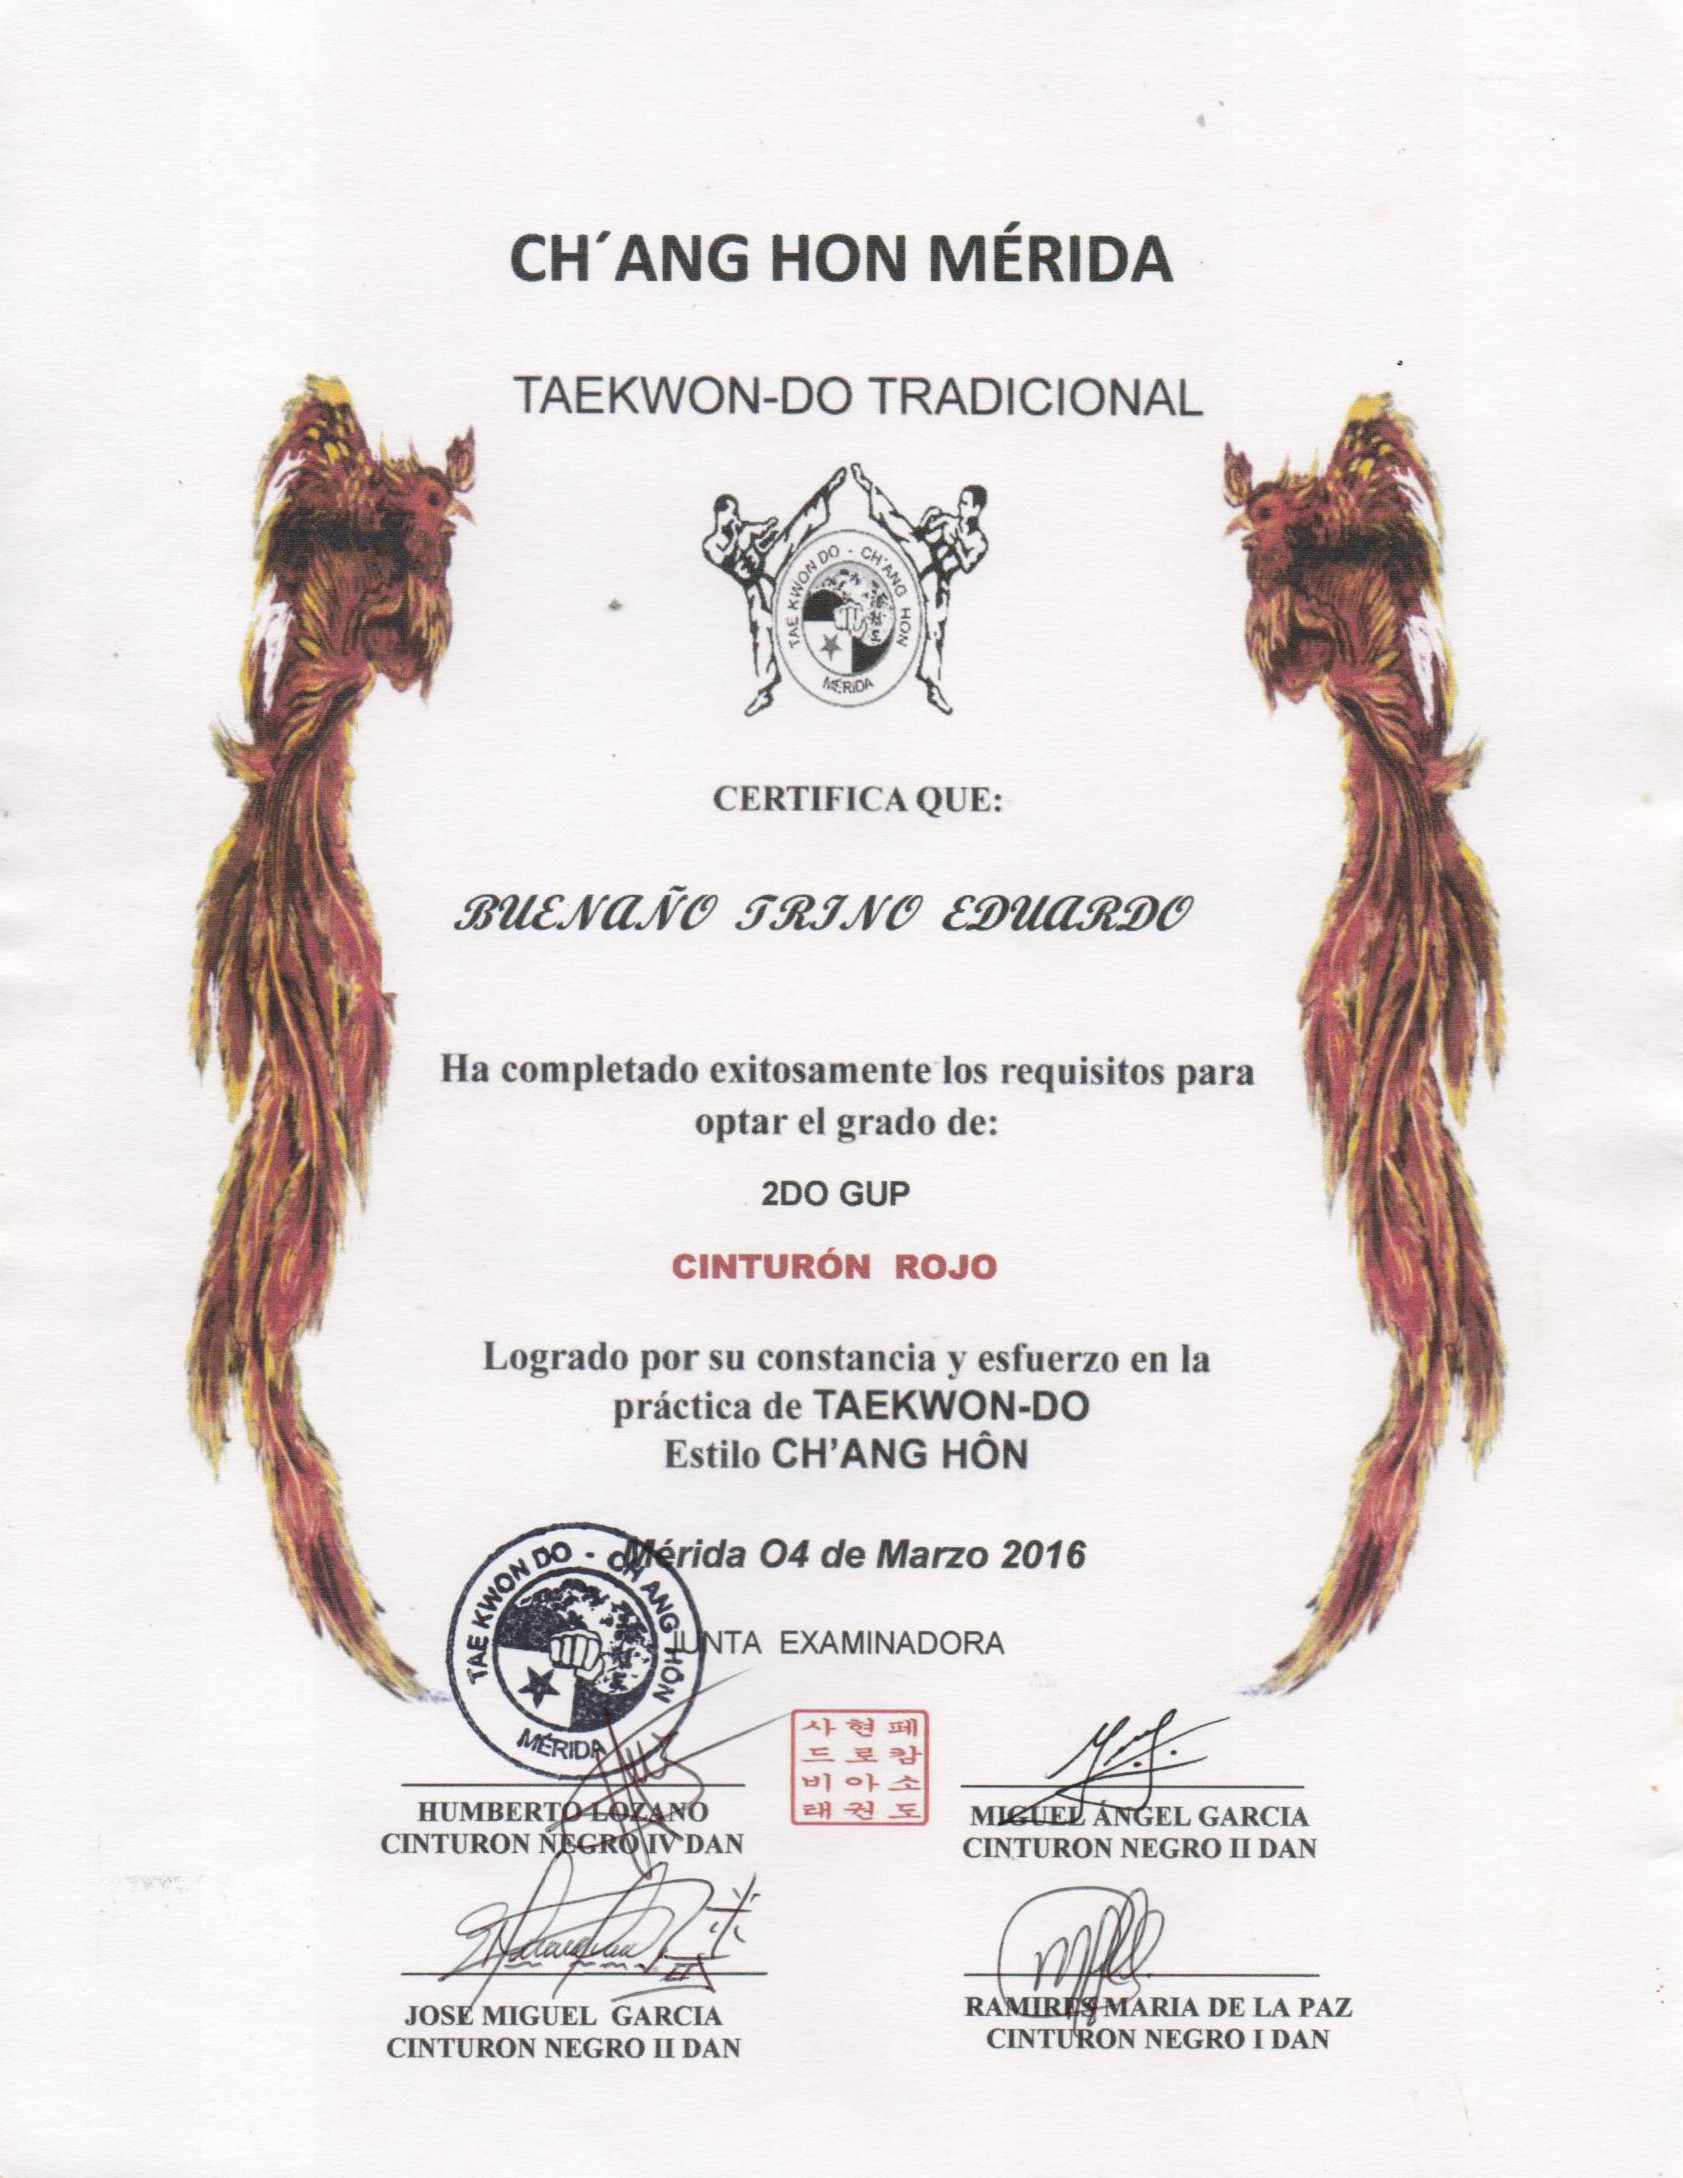 CH´ANG HON MÉRIDA
TAEKWON-DO TRADICIONAL
TAE KWON DO - CH'ANG HON
MÉRIDA
CERTIFICA QUE:
BUENAÑO TRINO EDUARDO
Ha completado exitosamente los requisitos para
optar el grado de:
2DO GUP
CINTURÓN ROJO
Logrado por su constancia y esfuerzo en la
práctica de TAEKWON-DO
Estilo CH’ANG HÔN
Mérida O4 de Marzo 2016
TAE KWON DO - CH'ANG HÔN
MÉRIDA
JUNTA EXAMINADORA
사 현 페
드 로 캄
비 아 소
태 권 도
HUMBERTO LOZANO
CINTURON NEGRO IV DAN
MIGUEL ÁNGEL GARCIA
CINTURON NEGRO II DAN
JOSE MIGUEL GARCIA
CINTURON NEGRO II DAN
RAMIRES MARIA DE LA PAZ
CINTURON NEGRO I DAN